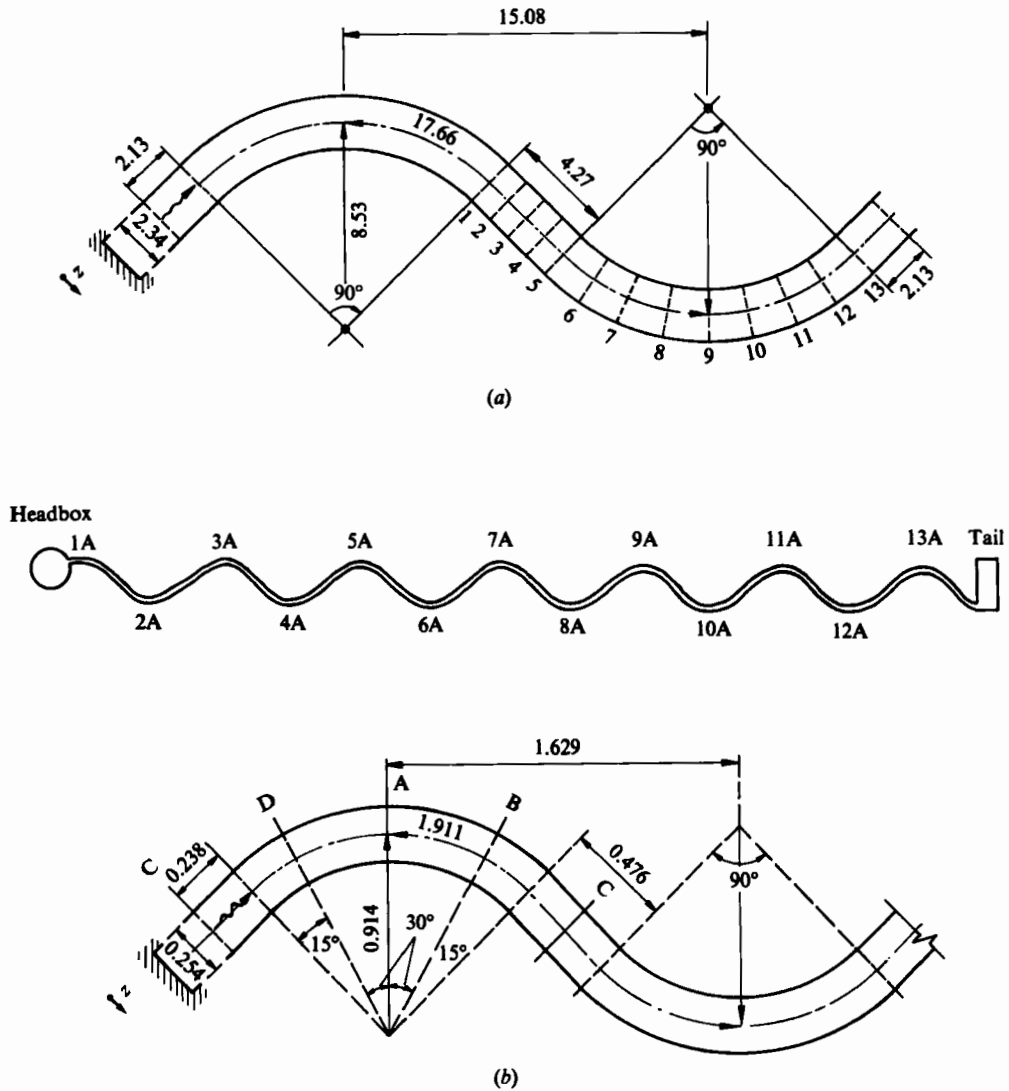 15.08
2.13
17.66
4.27
90°
2.34
8.53
z
90°
1 2 3 4 5 6 7 8 9 10 11 12 13
2.13
(a)
Headbox
1A 3A 5A 7A 9A 11A 13A Tail
2A 4A 6A 8A 10A 12A
1.629
A
D B
1.911
C 0.238
0.476
C
90°
0.254
15° 0.914 30° 15°
z
(b)